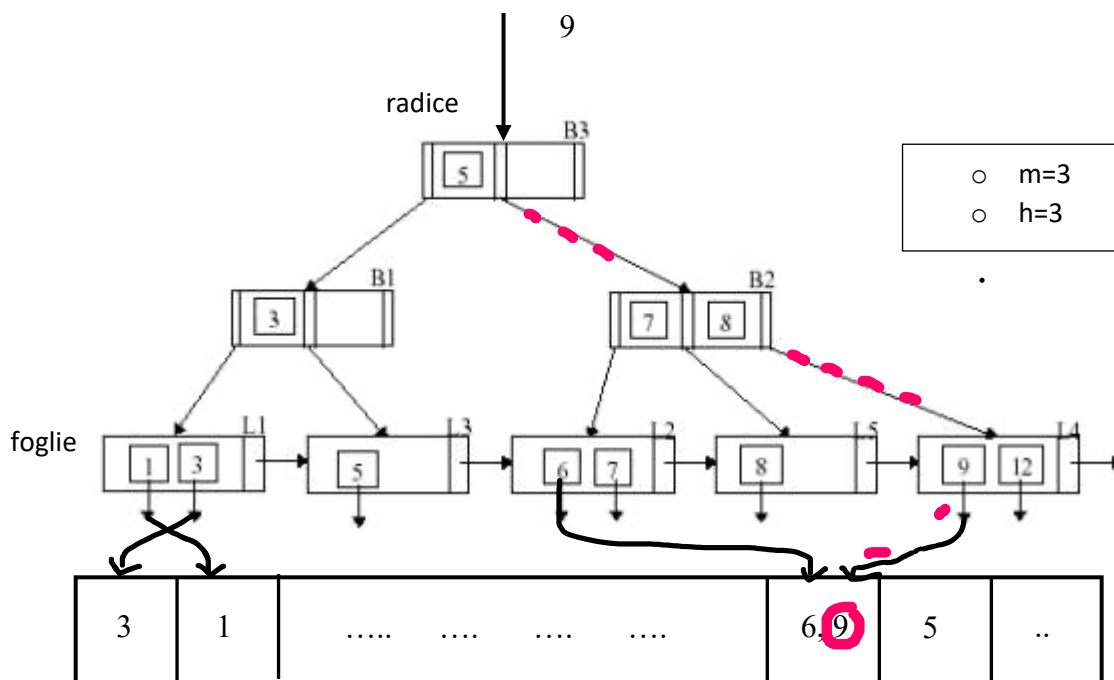 9
radice
B3
5
m=3
h=3
B1
3
B2
7 8
foglie
L1
1 3
L3
5
L2
6 7
L5
8
L4
9 12
3 1 ..... .... .... .... 6, 9 5 ..